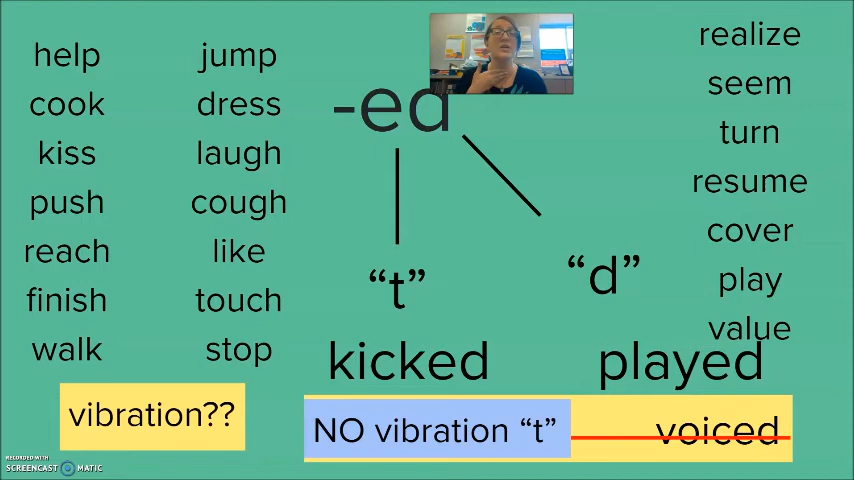 help
cook
kiss
push
reach
finish
walk
jump
dress
laugh
cough
like
touch
stop
-ed
“t”
“d”
kicked
played
realize
seem
turn
resume
cover
play
value
vibration??
NO vibration “t”
voiced
RECORDED WITH
SCREENCAST MATIC